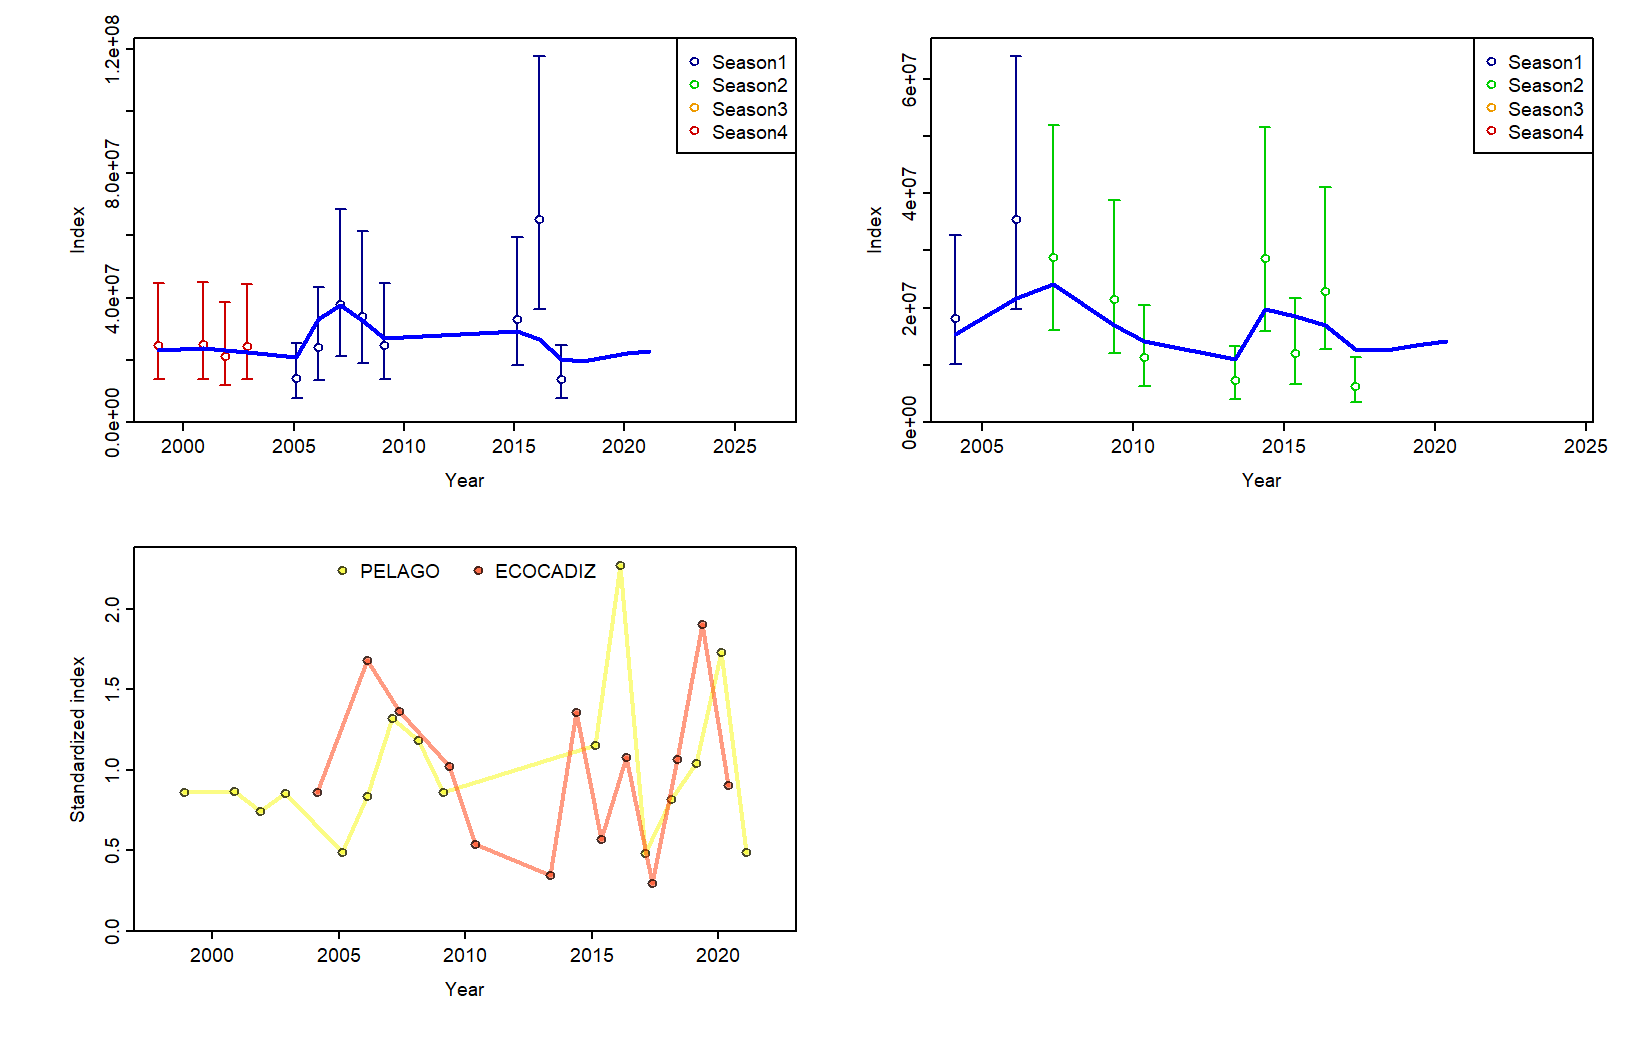 Season1
Season2
Season3
Season4
Index
0.0e+00 4.0e+07 8.0e+07 1.2e+08
2000 2005 2010 2015 2020 2025
Year
Season1
Season2
Season3
Season4
Index
0e+00 2e+07 4e+07 6e+07
2005 2010 2015 2020 2025
Year
PELAGO ECOCADIZ
Standardized index
0.0 0.5 1.0 1.5 2.0
2000 2005 2010 2015 2020
Year